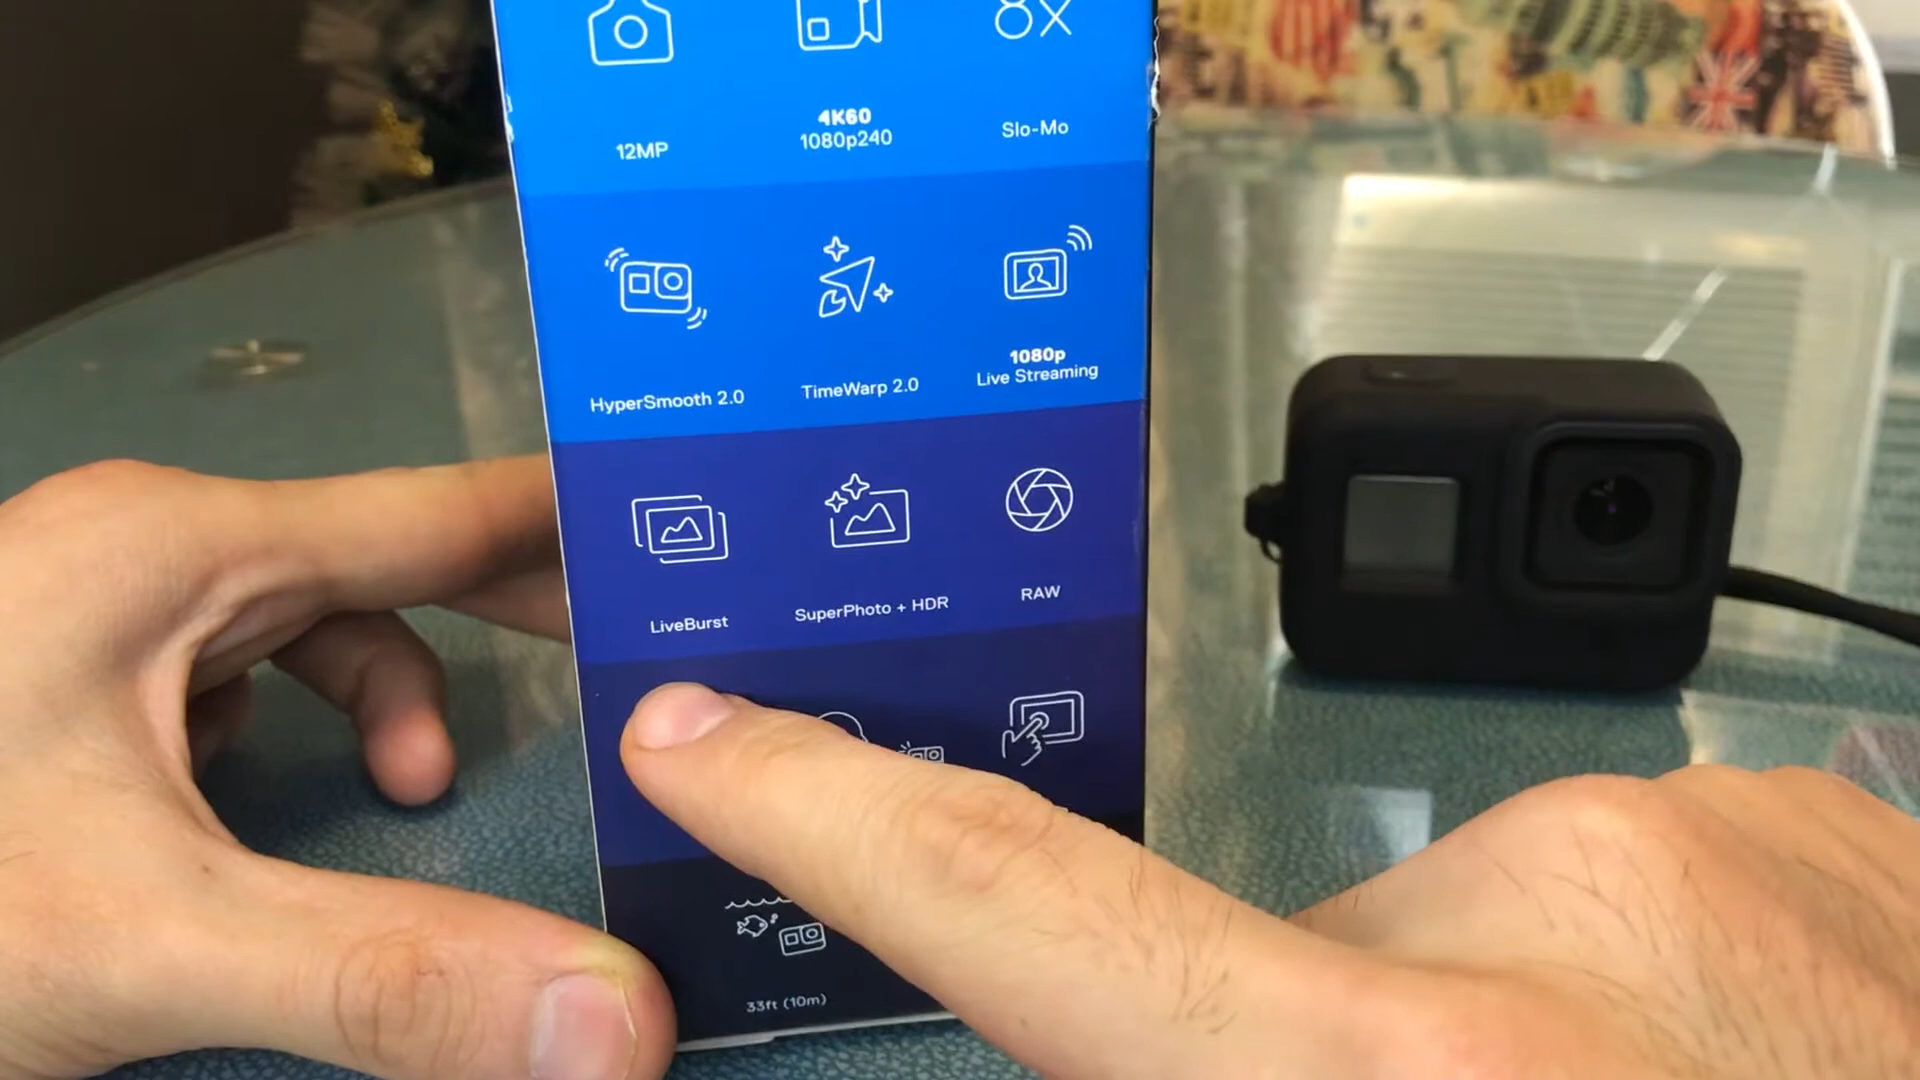 8X
12MP
4K60
1080p240
Slo-Mo
HyperSmooth 2.0
TimeWarp 2.0
1080p
Live Streaming
LiveBurst
SuperPhoto + HDR
RAW
33ft (10m)